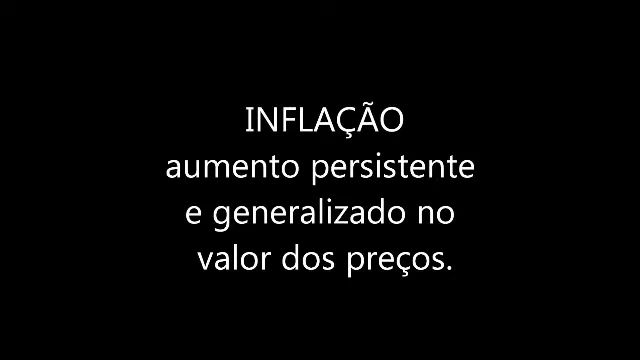 INFLAÇÃO
aumento persistente
e generalizado no
valor dos preços.